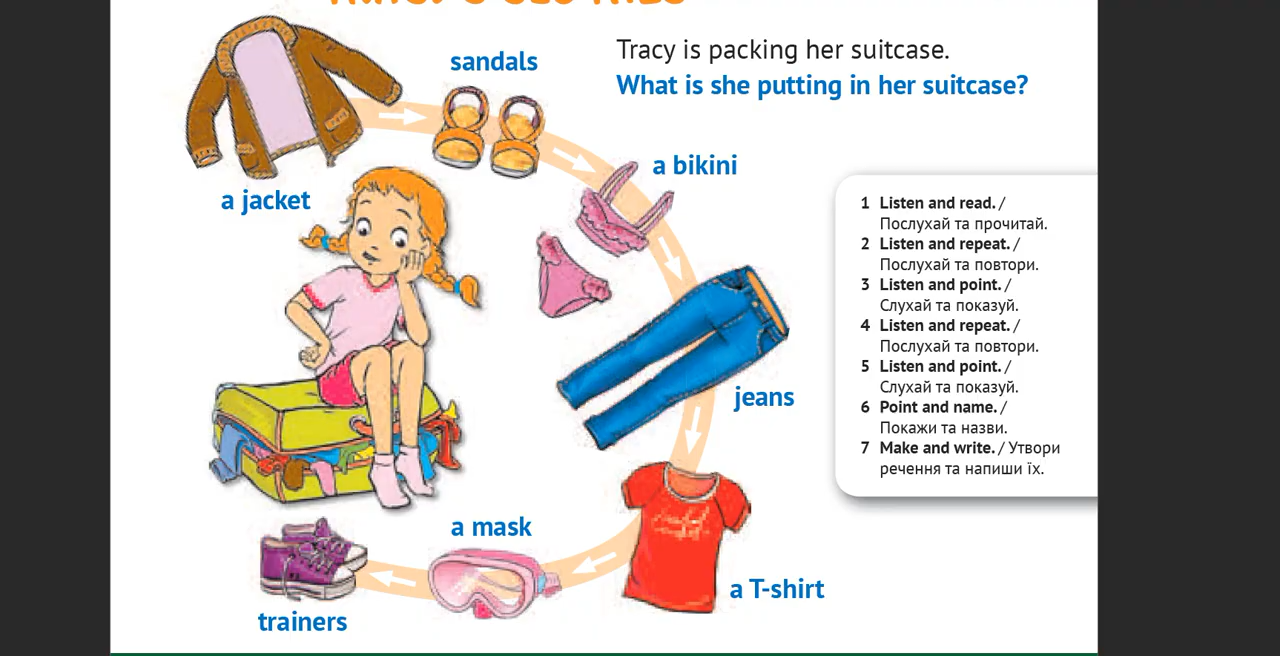 sandals
Tracy is packing her suitcase.
What is she putting in her suitcase?
a bikini
a jacket
jeans
a T-shirt
a mask
trainers
1 Listen and read. /
Послухай та прочитай.
2 Listen and repeat. /
Послухай та повтори.
3 Listen and point. /
Слухай та показуй.
4 Listen and repeat. /
Послухай та повтори.
5 Listen and point. /
Слухай та показуй.
6 Point and name. /
Покажи та назви.
7 Make and write. / Утвори
речення та напиши їх.